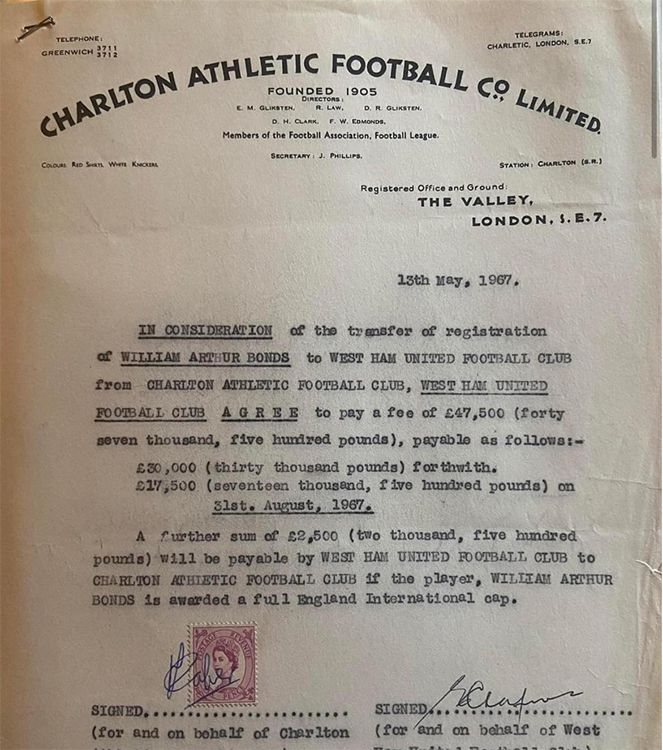 TELEPHONE:
GREENWICH 3711
3712
TELEGRAMS:
CHARLETIC, LONDON, S.E.7
CHARLTON ATHLETIC FOOTBALL CO. LIMITED.
FOUNDED 1905
DIRECTORS:
E. M. GLIKSTEN. R. LAW, D. R. GLIKSTEN.
D. H. CLARK, F. W. EDMONDS,
Members of the Football Association, Football League.
SECRETARY: J. PHILLIPS.
COLOURS: RED SHIRTS. WHITE KNICKERS.
STATION: CHARLTON (S.R.)
Registered Office and Ground:
THE VALLEY,
LONDON, S.E.7.
13th May, 1967.
IN CONSIDERATION of the transfer of registration
of WILLIAM ARTHUR BONDS to WEST HAM UNITED FOOTBALL CLUB
from CHARLTON ATHLETIC FOOTBALL CLUB, WEST HAM UNITED
FOOTBALL CLUB A G R E E to pay a fee of £47,500 (forty
seven thousand, five hundred pounds), payable as follows:-
£30,000 (thirty thousand pounds) forthwith.
£17,500 (seventeen thousand, five hundred pounds) on
31st. August, 1967.
A further sum of £2,500 (two thousand, five hundred
pounds) will be payable by WEST HAM UNITED FOOTBALL CLUB to
CHARLTON ATHLETIC FOOTBALL CLUB if the player, WILLIAM ARTHUR
BONDS is awarded a full England International cap.
POSTAGE REVENUE
SIGNED..............................
SIGNED..............................
(for and on behalf of Charlton
(for and on behalf of West